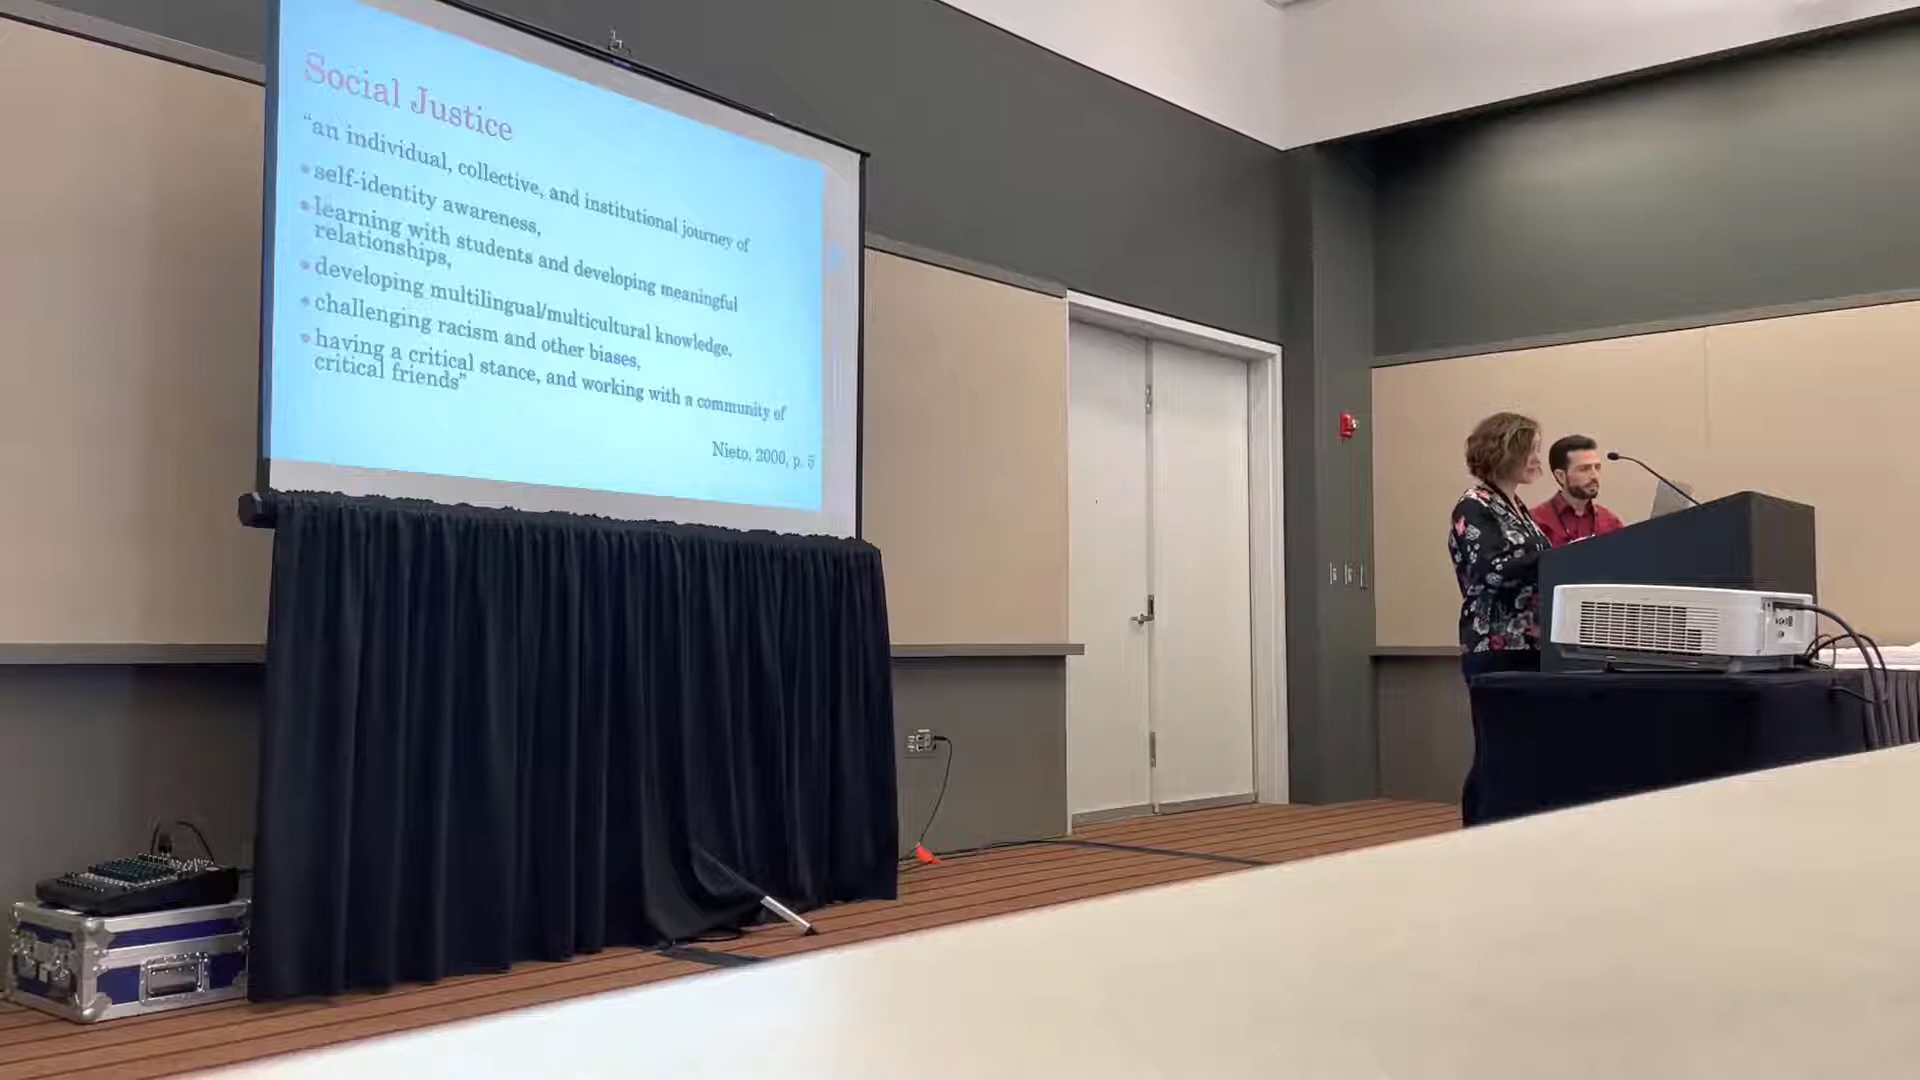 Social Justice
“an individual, collective, and institutional journey of
• self-identity awareness,
• learning with students and developing meaningful
relationships,
• developing multilingual/multicultural knowledge,
• challenging racism and other biases,
• having a critical stance, and working with a community of
critical friends”
Nieto, 2000, p. 5